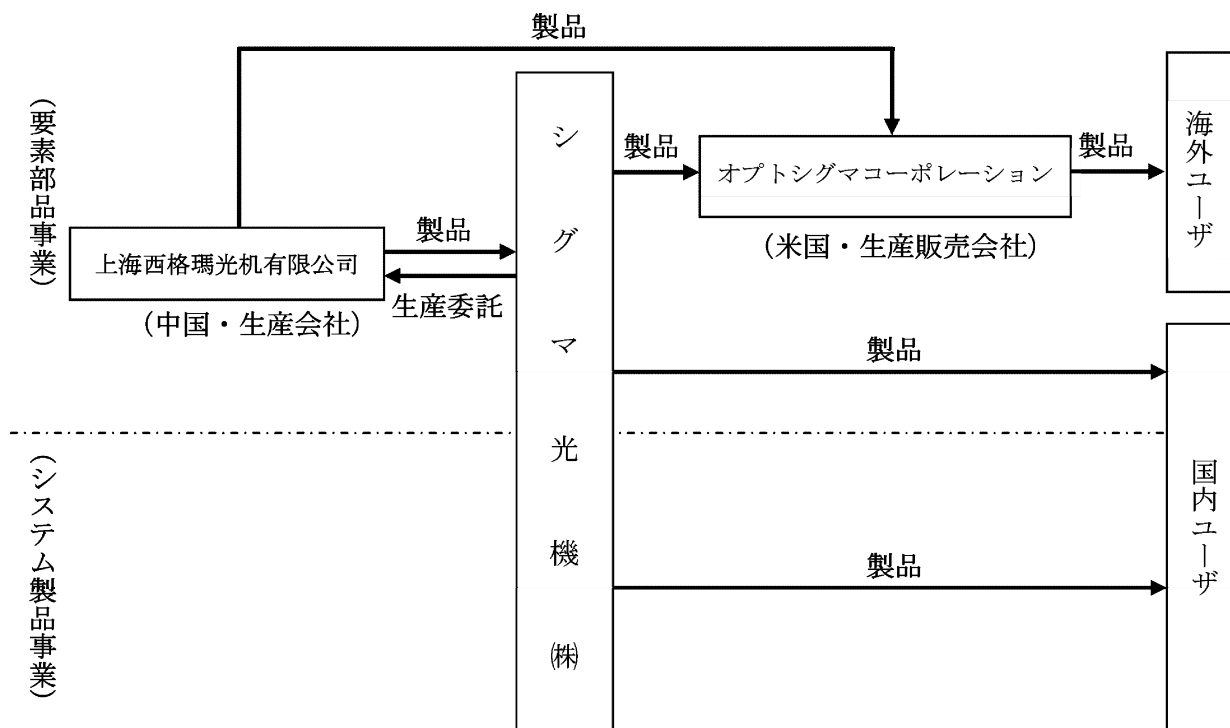 製品
(要素部品事業)
シグマ光機㈱
海外ユーザ
製品
オプトシグマコーポレーション
製品
(米国・生産販売会社)
製品
上海西格瑪光机有限公司
生産委託
(中国・生産会社)
製品
国内ユーザ
(システム製品事業)
製品